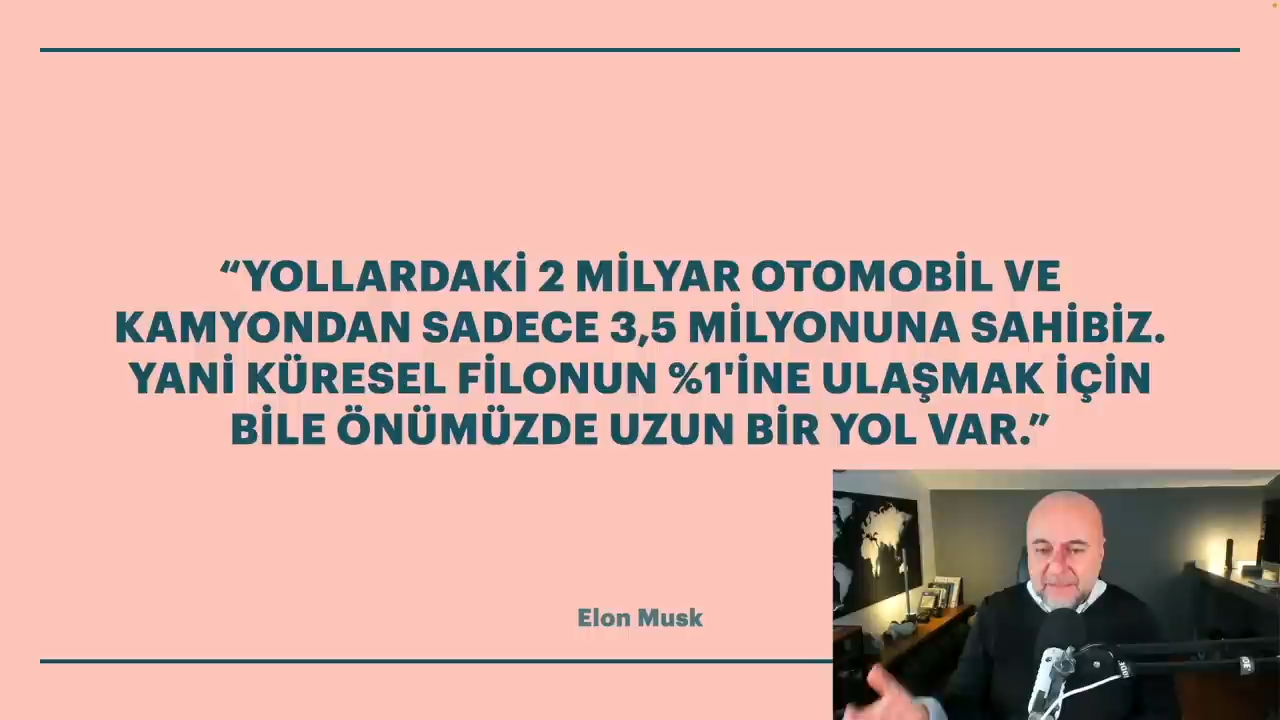 “YOLLARDAKİ 2 MİLYAR OTOMOBİL VE
KAMYONDAN SADECE 3,5 MİLYONUNA SAHİBİZ.
YANİ KÜRESEL FİLONUN %1'İNE ULAŞMAK İÇİN
BİLE ÖNÜMÜZDE UZUN BİR YOL VAR.”
Elon Musk